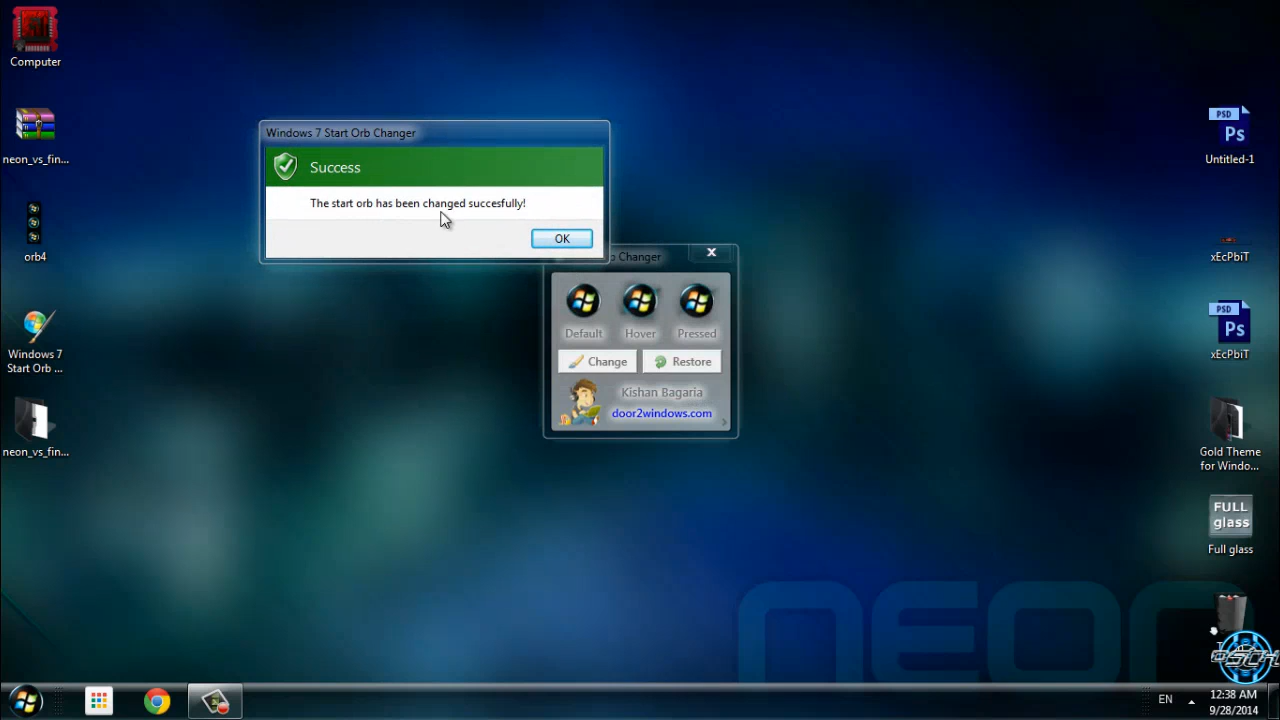 Computer
neon_vs_fin...
orb4
Windows 7
Start Orb ...
neon_vs_fin...
Windows 7 Start Orb Changer
Success
The start orb has been changed succesfully!
OK
Changer
Default
Hover
Pressed
Change
Restore
Kishan Bagaria
door2windows.com
PSD
Ps
Untitled-1
xEcPbiT
PSD
Ps
xEcPbiT
Gold Theme
for Windo...
FULL
glass
Full glass
neon
EN
12:38 AM
9/28/2014